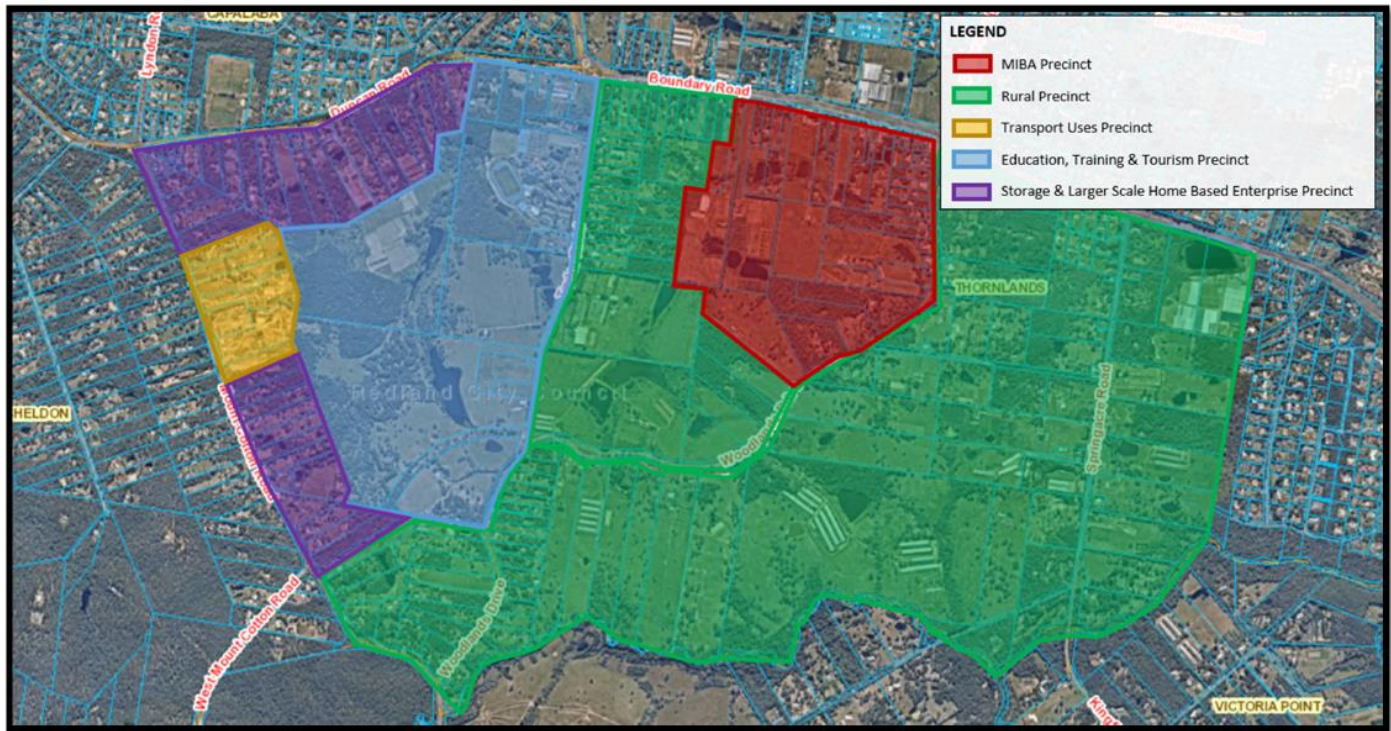 CAPALABA
Lyndon R
Duncan Road
Boundary Road
LEGEND
MIBA Precinct
Rural Precinct
Transport Uses Precinct
Education, Training & Tourism Precinct
Storage & Larger Scale Home Based Enterprise Precinct
THORNLANDS
Redland City Council
HELDON
Springacre Road
West Mount Cotton Road
Woodlands Drive
VICTORIA POINT